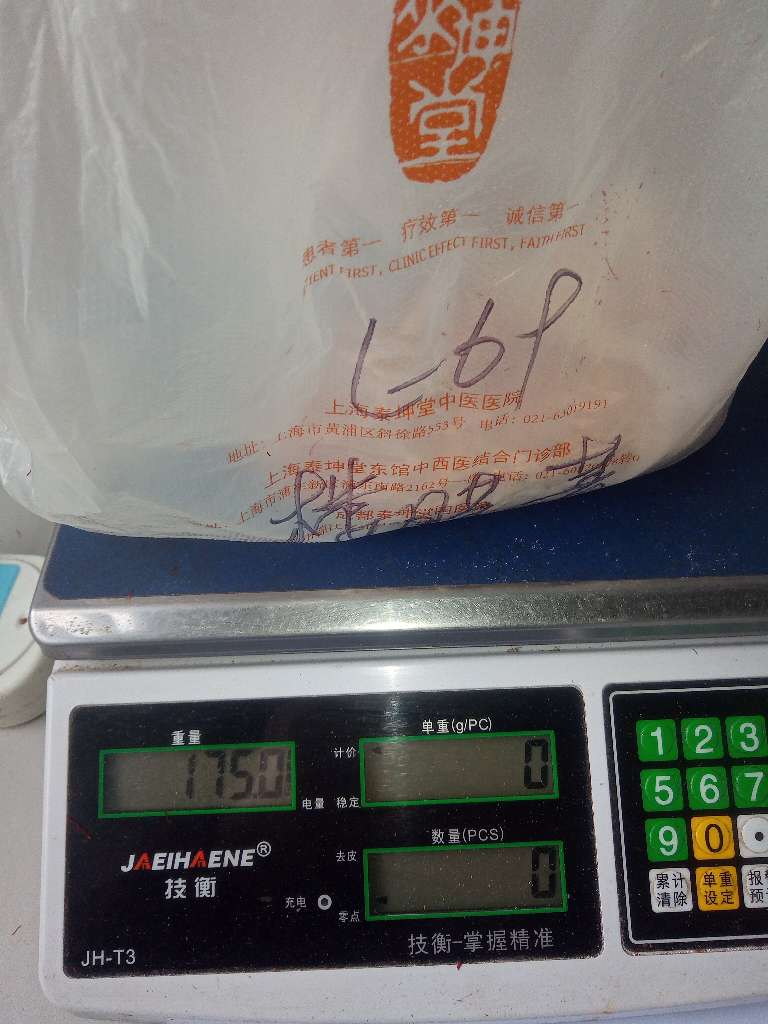 坤
堂
患者第一 疗效第一 诚信第一
TIENT FIRST, CLINIC EFFECT FIRST, FAITH FIRST
L-69
上海泰坤堂中医医院
地址: 上海市黄浦区斜徐路553号 电话: 021-63019191
上海泰坤堂东馆中西医结合门诊部
重量
175.0
单重(g/PC)
计价
0
电量 稳定
数量(PCS)
去皮
0
JAEIHAENE®
技衡
充电
零点
JH-T3
技衡-掌握精准
1 2 3
5 6 7
9 0 •
累计清除
单重设定